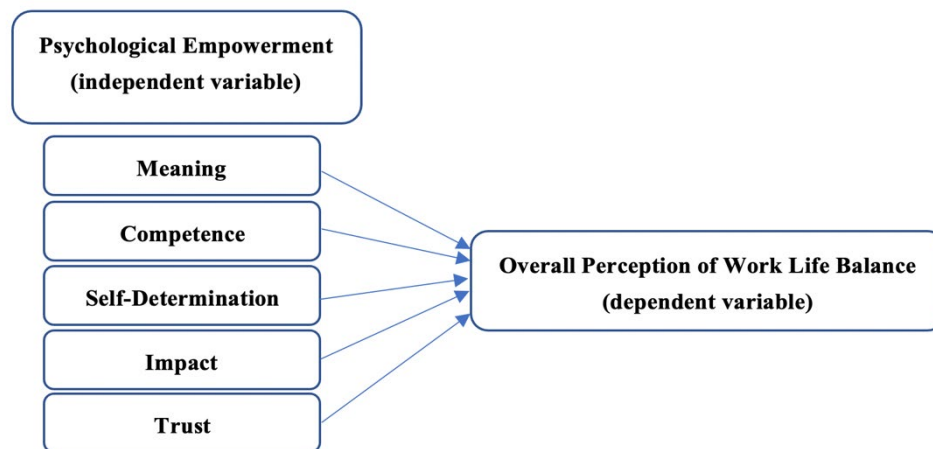 Psychological Empowerment
(independent variable)
Meaning
Competence
Self-Determination
Impact
Trust
Overall Perception of Work Life Balance
(dependent variable)